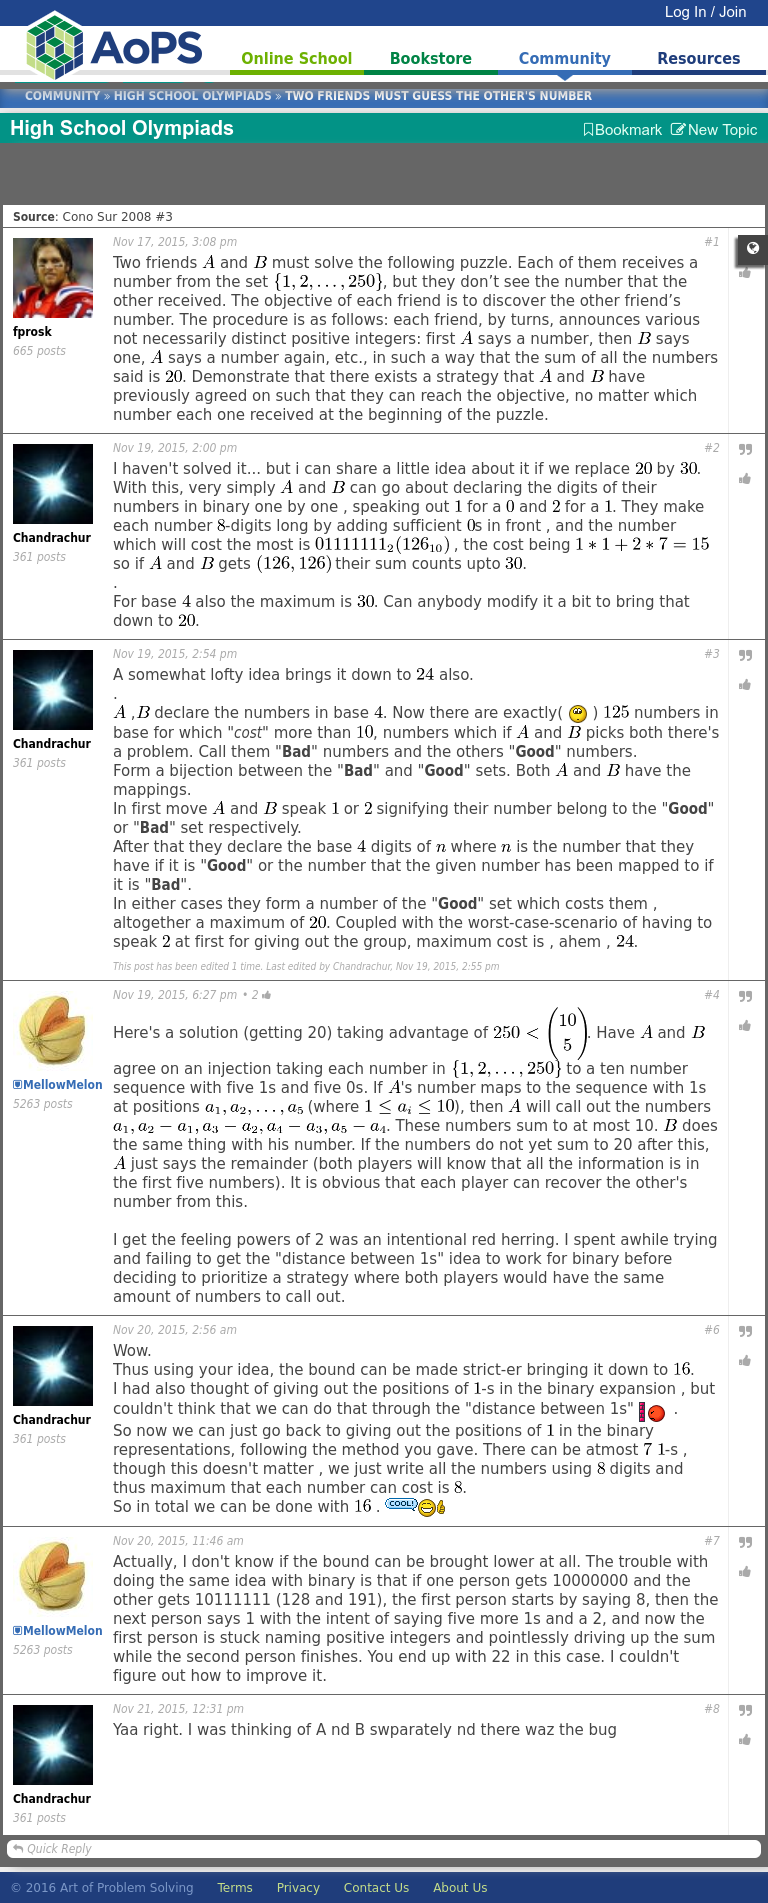 Log In / Join
AoPS
Online School Bookstore Community Resources
COMMUNITY » HIGH SCHOOL OLYMPIADS » TWO FRIENDS MUST GUESS THE OTHER'S NUMBER
High School Olympiads Bookmark New Topic
Source: Cono Sur 2008 #3
Nov 17, 2015, 3:08 pm #1
fprosk
665 posts
Two friends A and B must solve the following puzzle. Each of them receives a
number from the set {1, 2, . . . , 250}, but they don’t see the number that the
other received. The objective of each friend is to discover the other friend’s
number. The procedure is as follows: each friend, by turns, announces various
not necessarily distinct positive integers: first A says a number, then B says
one, A says a number again, etc., in such a way that the sum of all the numbers
said is 20. Demonstrate that there exists a strategy that A and B have
previously agreed on such that they can reach the objective, no matter which
number each one received at the beginning of the puzzle.
Nov 19, 2015, 2:00 pm #2
Chandrachur
361 posts
I haven't solved it... but i can share a little idea about it if we replace 20 by 30.
With this, very simply A and B can go about declaring the digits of their
numbers in binary one by one , speaking out 1 for a 0 and 2 for a 1. They make
each number 8-digits long by adding sufficient 0s in front , and the number
which will cost the most is 01111111₂(126₁₀) , the cost being 1 ∗ 1 + 2 ∗ 7 = 15
so if A and B gets (126, 126) their sum counts upto 30.
.
For base 4 also the maximum is 30. Can anybody modify it a bit to bring that
down to 20.
Nov 19, 2015, 2:54 pm #3
Chandrachur
361 posts
A somewhat lofty idea brings it down to 24 also.
.
A ,B declare the numbers in base 4. Now there are exactly( ) 125 numbers in
base for which "cost" more than 10, numbers which if A and B picks both there's
a problem. Call them "Bad" numbers and the others "Good" numbers.
Form a bijection between the "Bad" and "Good" sets. Both A and B have the
mappings.
In first move A and B speak 1 or 2 signifying their number belong to the "Good"
or "Bad" set respectively.
After that they declare the base 4 digits of n where n is the number that they
have if it is "Good" or the number that the given number has been mapped to if
it is "Bad".
In either cases they form a number of the "Good" set which costs them ,
altogether a maximum of 20. Coupled with the worst-case-scenario of having to
speak 2 at first for giving out the group, maximum cost is , ahem , 24.
This post has been edited 1 time. Last edited by Chandrachur, Nov 19, 2015, 2:55 pm
Nov 19, 2015, 6:27 pm • 2 #4
MellowMelon
5263 posts
Here's a solution (getting 20) taking advantage of 250 < (10 5). Have A and B
agree on an injection taking each number in {1, 2, . . . , 250} to a ten number
sequence with five 1s and five 0s. If A's number maps to the sequence with 1s
at positions a₁, a₂, . . . , a₅ (where 1 ≤ aᵢ ≤ 10), then A will call out the numbers
a₁, a₂ − a₁, a₃ − a₂, a₄ − a₃, a₅ − a₄. These numbers sum to at most 10. B does
the same thing with his number. If the numbers do not yet sum to 20 after this,
A just says the remainder (both players will know that all the information is in
the first five numbers). It is obvious that each player can recover the other's
number from this.
I get the feeling powers of 2 was an intentional red herring. I spent awhile trying
and failing to get the "distance between 1s" idea to work for binary before
deciding to prioritize a strategy where both players would have the same
amount of numbers to call out.
Nov 20, 2015, 2:56 am #6
Chandrachur
361 posts
Wow.
Thus using your idea, the bound can be made strict-er bringing it down to 16.
I had also thought of giving out the positions of 1-s in the binary expansion , but
couldn't think that we can do that through the "distance between 1s" .
So now we can just go back to giving out the positions of 1 in the binary
representations, following the method you gave. There can be atmost 7 1-s ,
though this doesn't matter , we just write all the numbers using 8 digits and
thus maximum that each number can cost is 8.
So in total we can be done with 16 . COOL!
Nov 20, 2015, 11:46 am #7
MellowMelon
5263 posts
Actually, I don't know if the bound can be brought lower at all. The trouble with
doing the same idea with binary is that if one person gets 10000000 and the
other gets 10111111 (128 and 191), the first person starts by saying 8, then the
next person says 1 with the intent of saying five more 1s and a 2, and now the
first person is stuck naming positive integers and pointlessly driving up the sum
while the second person finishes. You end up with 22 in this case. I couldn't
figure out how to improve it.
Nov 21, 2015, 12:31 pm #8
Chandrachur
361 posts
Yaa right. I was thinking of A nd B swparately nd there waz the bug
Quick Reply
© 2016 Art of Problem Solving Terms Privacy Contact Us About Us